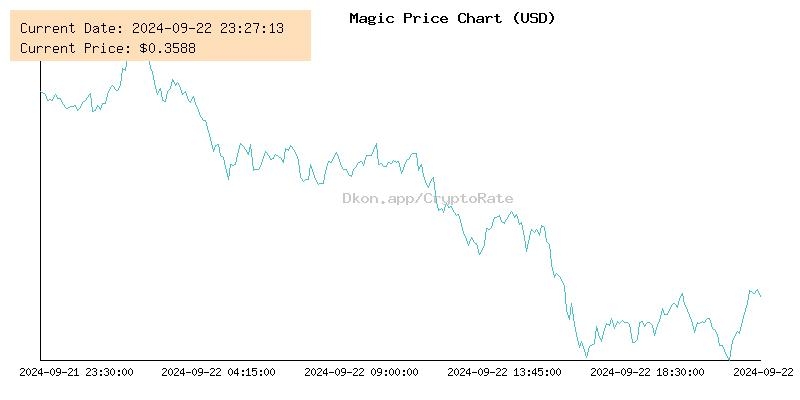 Magic Price Chart (USD)
Current Date: 2024-09-22 23:27:13
Current Price: $0.3588
Dkon.app/CryptoRate
2024-09-21 23:30:00
2024-09-22 04:15:00
2024-09-22 09:00:00
2024-09-22 13:45:00
2024-09-22 18:30:00
2024-09-22